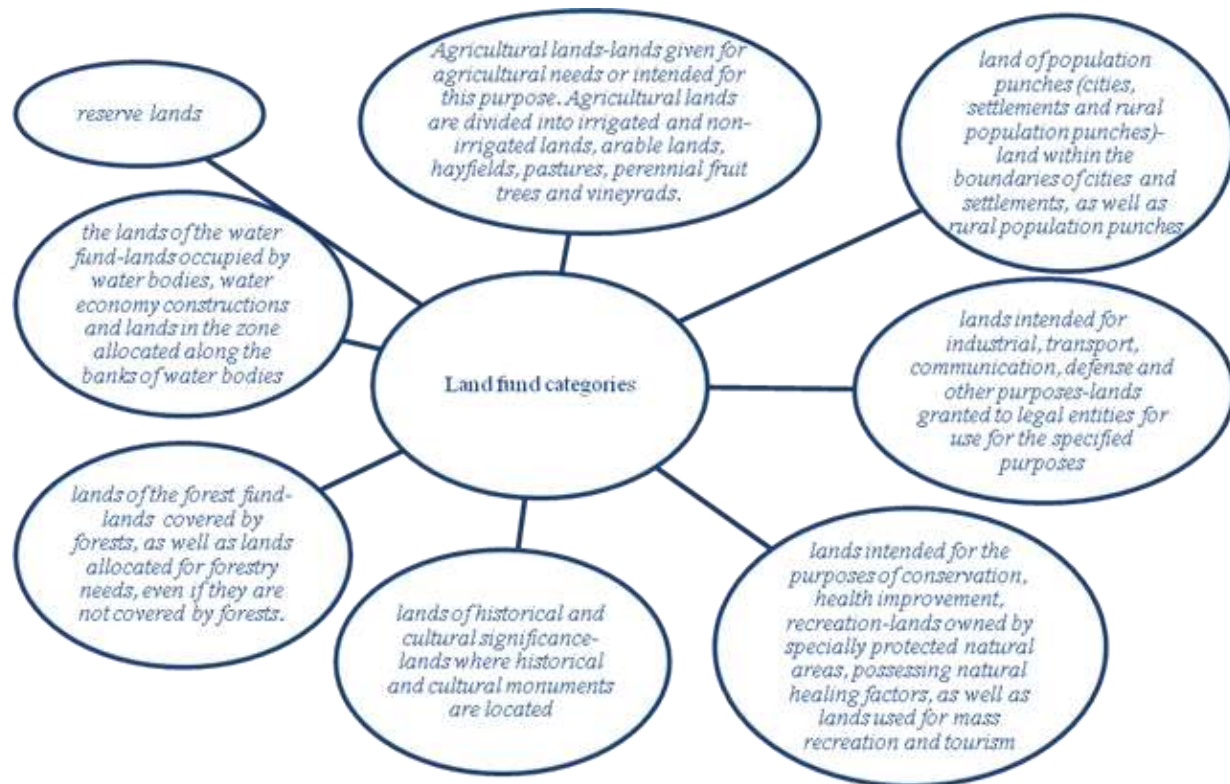 reserve lands
Agricultural lands-lands given for
agricultural needs or intended for
this purpose. Agricultural lands
are divided into irrigated and non-
irrigated lands, arable lands,
hayfields, pastures, perennial fruit
trees and vineyrads.
land of population
punches (cities,
settlements and rural
population punches)-
land within the
boundaries of cities and
settlements, as well as
rural population punches
the lands of the water
fund-lands occupied by
water bodies, water
economy constructions
and lands in the zone
allocated along the
banks of water bodies
Land fund categories
lands intended for
industrial, transport,
communication, defense and
other purposes-lands
granted to legal entities for
use for the specified
purposes
lands of the forest fund-
lands covered by
forests, as well as lands
allocated for forestry
needs, even if they are
not covered by forests.
lands of historical and
cultural significance-
lands where historical
and cultural monuments
are located
lands intended for the
purposes of conservation,
health improvement,
recreation-lands owned by
specially protected natural
areas, possessing natural
healing factors, as well as
lands used for mass
recreation and tourism